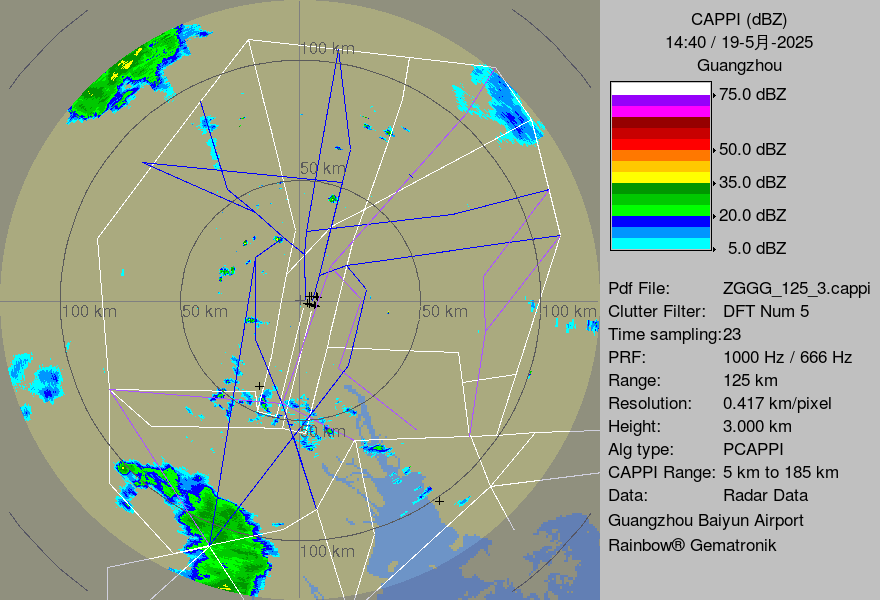 CAPPI (dBZ)
14:40 / 19-5月-2025
Guangzhou
75.0 dBZ
50.0 dBZ
35.0 dBZ
20.0 dBZ
5.0 dBZ
Pdf File: ZGGG_125_3.cappi
Clutter Filter: DFT Num 5
Time sampling:23
PRF: 1000 Hz / 666 Hz
Range: 125 km
Resolution: 0.417 km/pixel
Height: 3.000 km
Alg type: PCAPPI
CAPPI Range: 5 km to 185 km
Data: Radar Data
Guangzhou Baiyun Airport
Rainbow® Gematronik
100 km
50 km
100 km 50 km 50 km 100 km
50 km
100 km